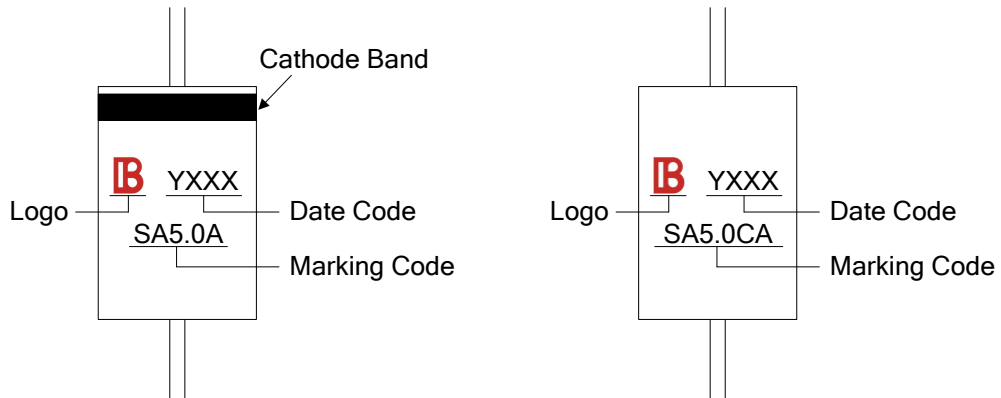 Cathode Band
B YXXX B YXXX
Logo Date Code Logo Date Code
SA5.0A SA5.0CA
Marking Code Marking Code